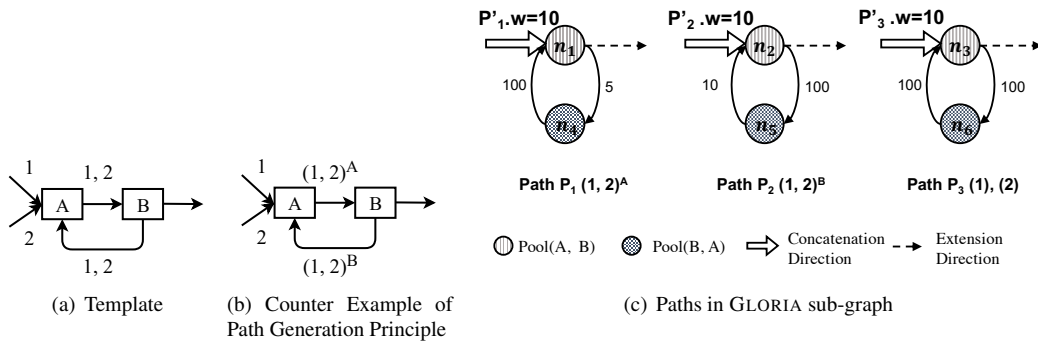 1
2
1, 2
A
B
1, 2
(a) Template
1
2
(1, 2)ᴬ
A
B
(1, 2)ᴮ
(b) Counter Example of
Path Generation Principle
P'₁.w=10
n₁
100
5
n₄
Path P₁ (1, 2)ᴬ
P'₂ .w=10
n₂
10
100
n₅
Path P₂ (1, 2)ᴮ
P'₃ .w=10
n₃
100
100
n₆
Path P₃ (1), (2)
Pool(A, B)
Pool(B, A)
Concatenation
Direction
Extension
Direction
(c) Paths in GLORIA sub-graph